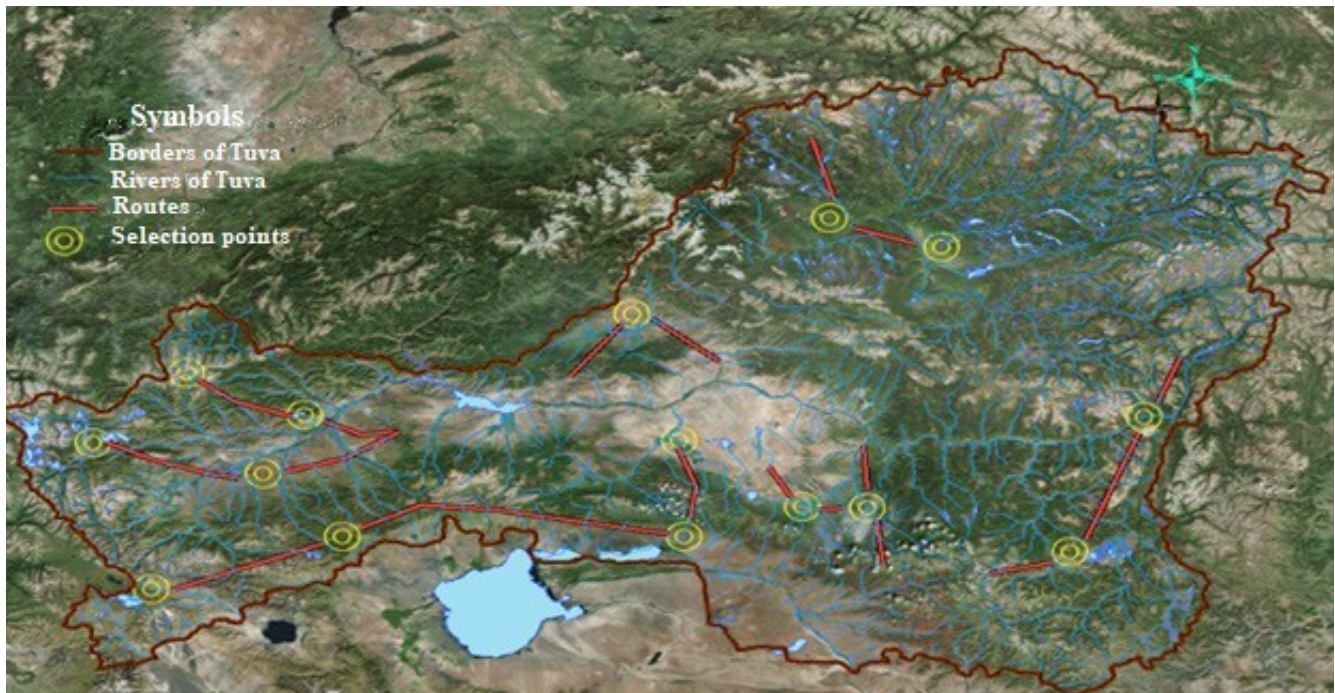 Symbols
Borders of Tuva
Rivers of Tuva
Routes
Selection points
N